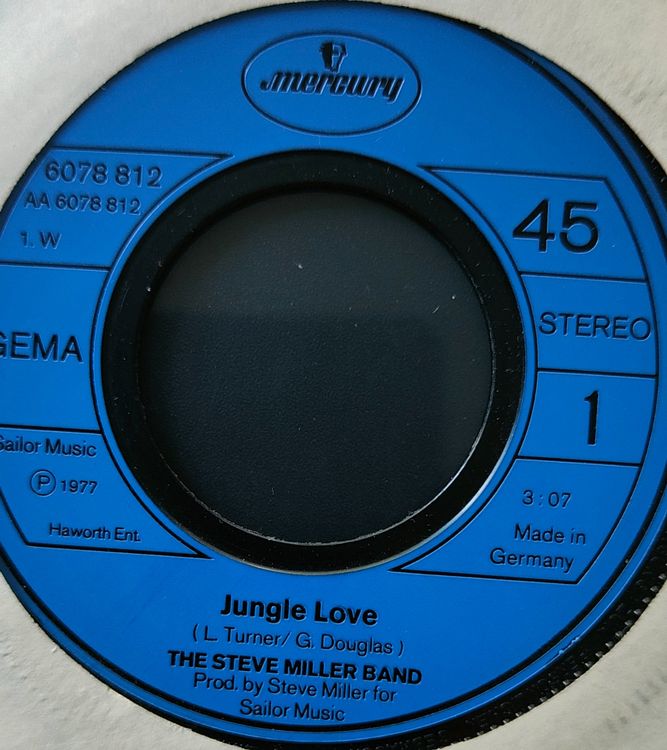 mercury
6078 812
AA 6078 812
1. W
GEMA
Sailor Music
℗ 1977
Haworth Ent.
45
STEREO
1
3:07
Made in
Germany
Jungle Love
( L. Turner/ G. Douglas )
THE STEVE MILLER BAND
Prod. by Steve Miller for
Sailor Music